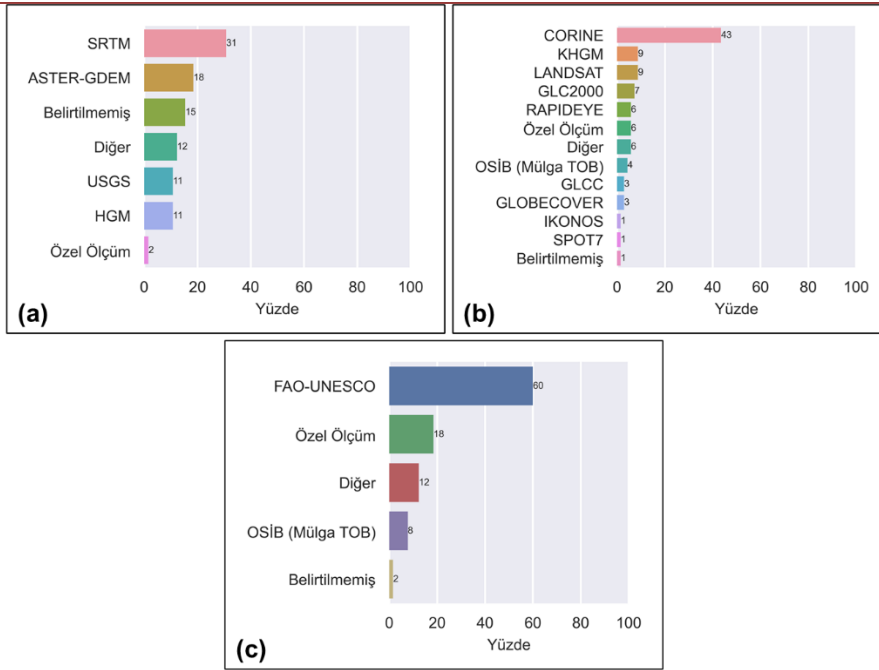 SRTM 31
ASTER-GDEM 18
Belirtilmemiş 15
Diğer 12
USGS 11
HGM 11
Özel Ölçüm 2
0 20 40 60 80 100
Yüzde
(a)
CORINE 43
KHGM 9
LANDSAT 9
GLC2000 7
RAPIDEYE 6
Özel Ölçüm 6
Diğer 6
OSİB (Mülga TOB) 4
GLCC 3
GLOBECOVER 3
IKONOS 1
SPOT7 1
Belirtilmemiş 1
0 20 40 60 80 100
Yüzde
(b)
FAO-UNESCO 60
Özel Ölçüm 18
Diğer 12
OSİB (Mülga TOB) 8
Belirtilmemiş 2
0 20 40 60 80 100
Yüzde
(c)